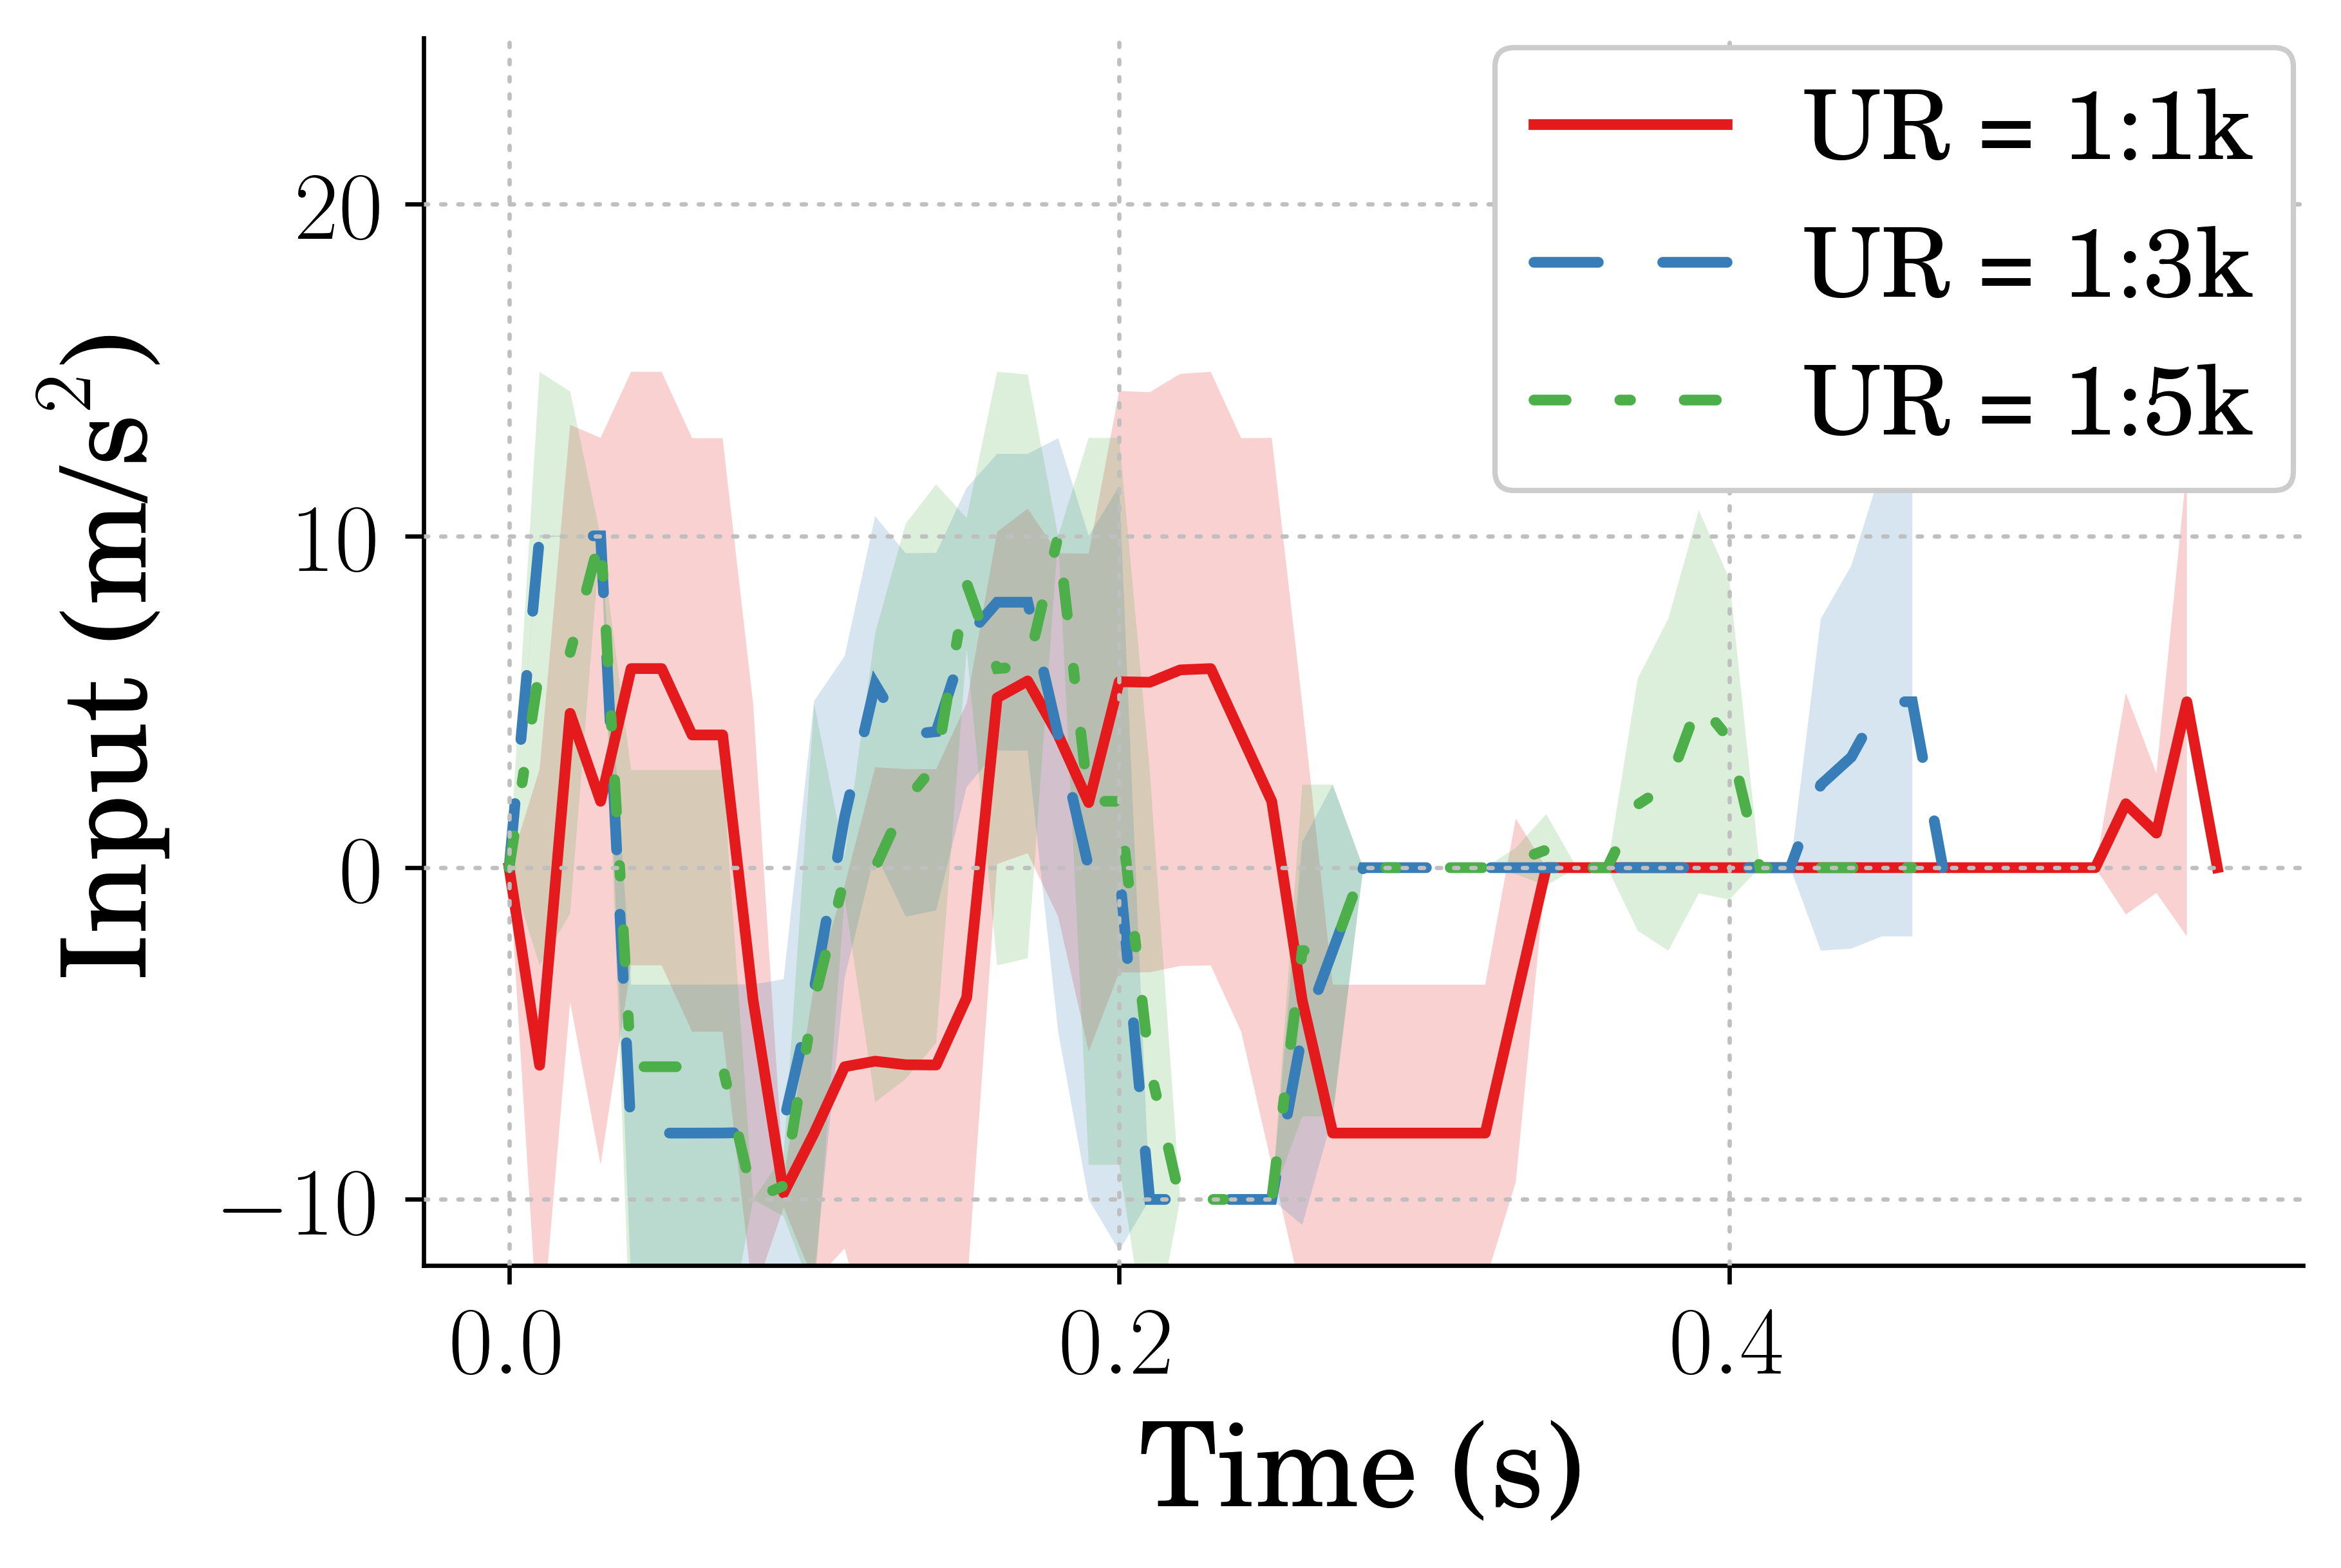 UR = 1:1k
UR = 1:3k
UR = 1:5k
20
10
0
−10
Input (m/s²)
0.0
0.2
0.4
Time (s)